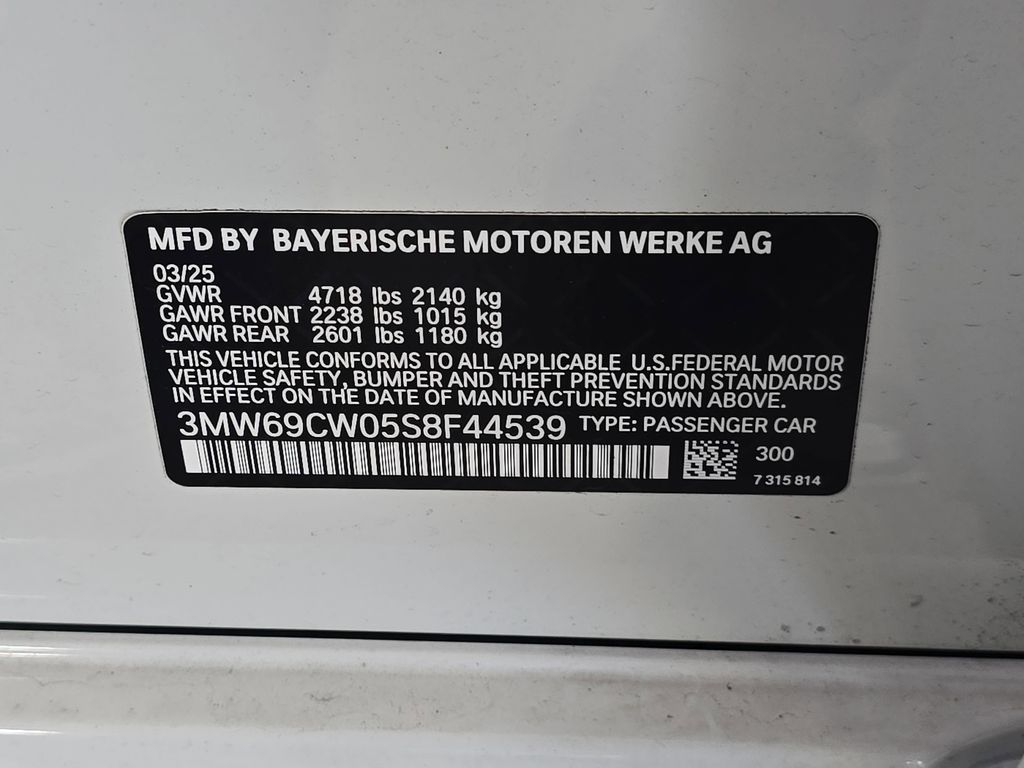 MFD BY BAYERISCHE MOTOREN WERKE AG
03/25
GVWR 4718 lbs 2140 kg
GAWR FRONT 2238 lbs 1015 kg
GAWR REAR 2601 lbs 1180 kg
THIS VEHICLE CONFORMS TO ALL APPLICABLE U.S.FEDERAL MOTOR
VEHICLE SAFETY, BUMPER AND THEFT PREVENTION STANDARDS
IN EFFECT ON THE DATE OF MANUFACTURE SHOWN ABOVE.
3MW69CW05S8F44539 TYPE: PASSENGER CAR
300
7 315 814